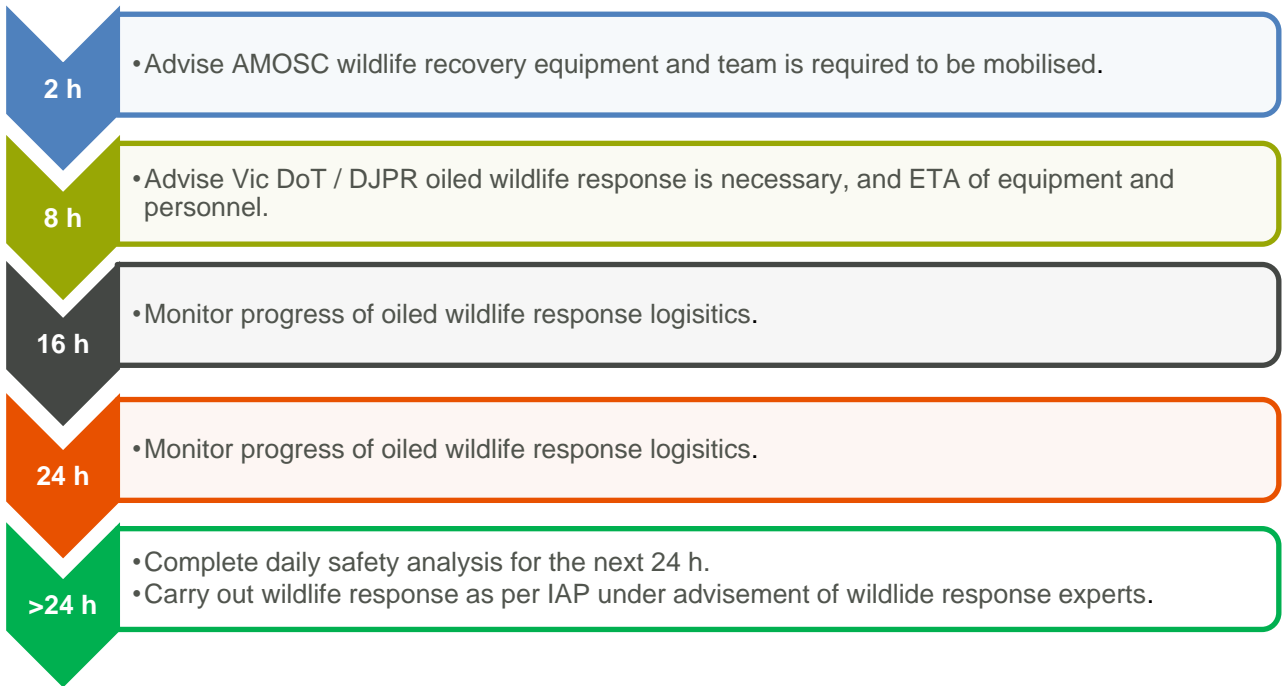 2 h
•Advise AMOSC wildlife recovery equipment and team is required to be mobilised.
8 h
•Advise Vic DoT / DJPR oiled wildlife response is necessary, and ETA of equipment and
personnel.
16 h
•Monitor progress of oiled wildlife response logisitics.
24 h
•Monitor progress of oiled wildlife response logisitics.
>24 h
•Complete daily safety analysis for the next 24 h.
•Carry out wildlife response as per IAP under advisement of wildlide response experts.